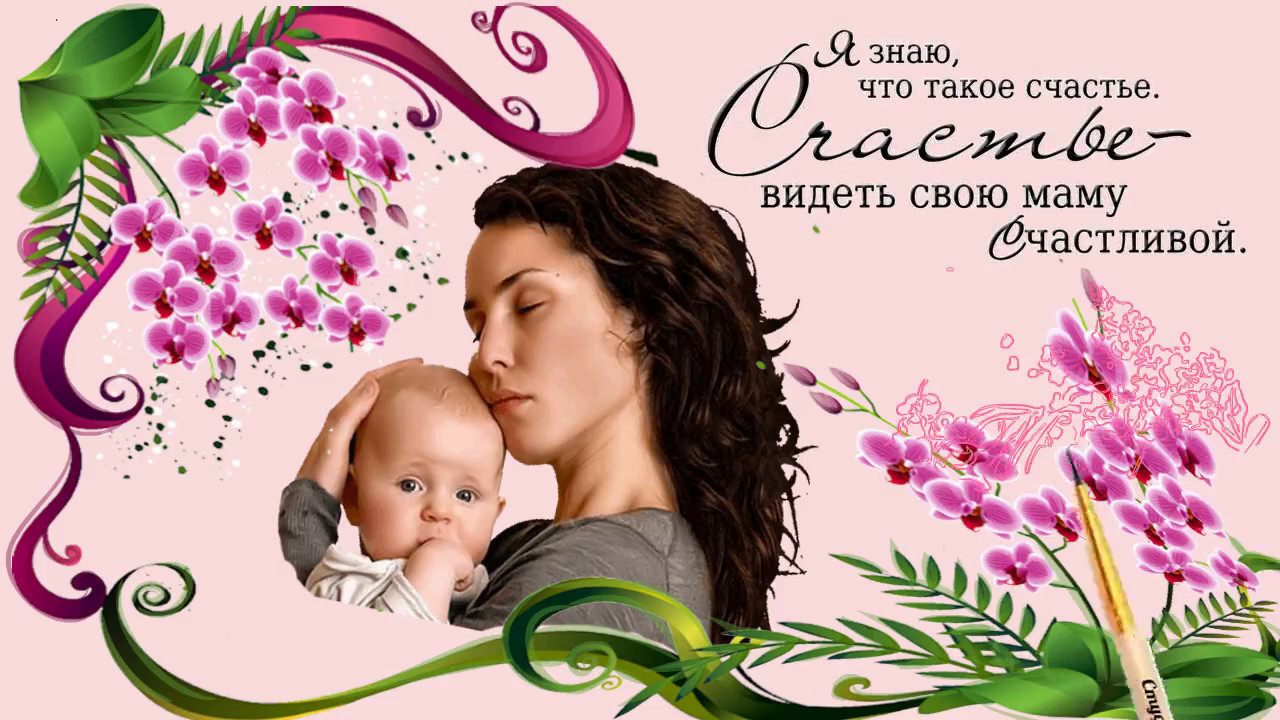 Я знаю,
что такое счастье.
Счастье-
видеть свою маму
Счастливой.